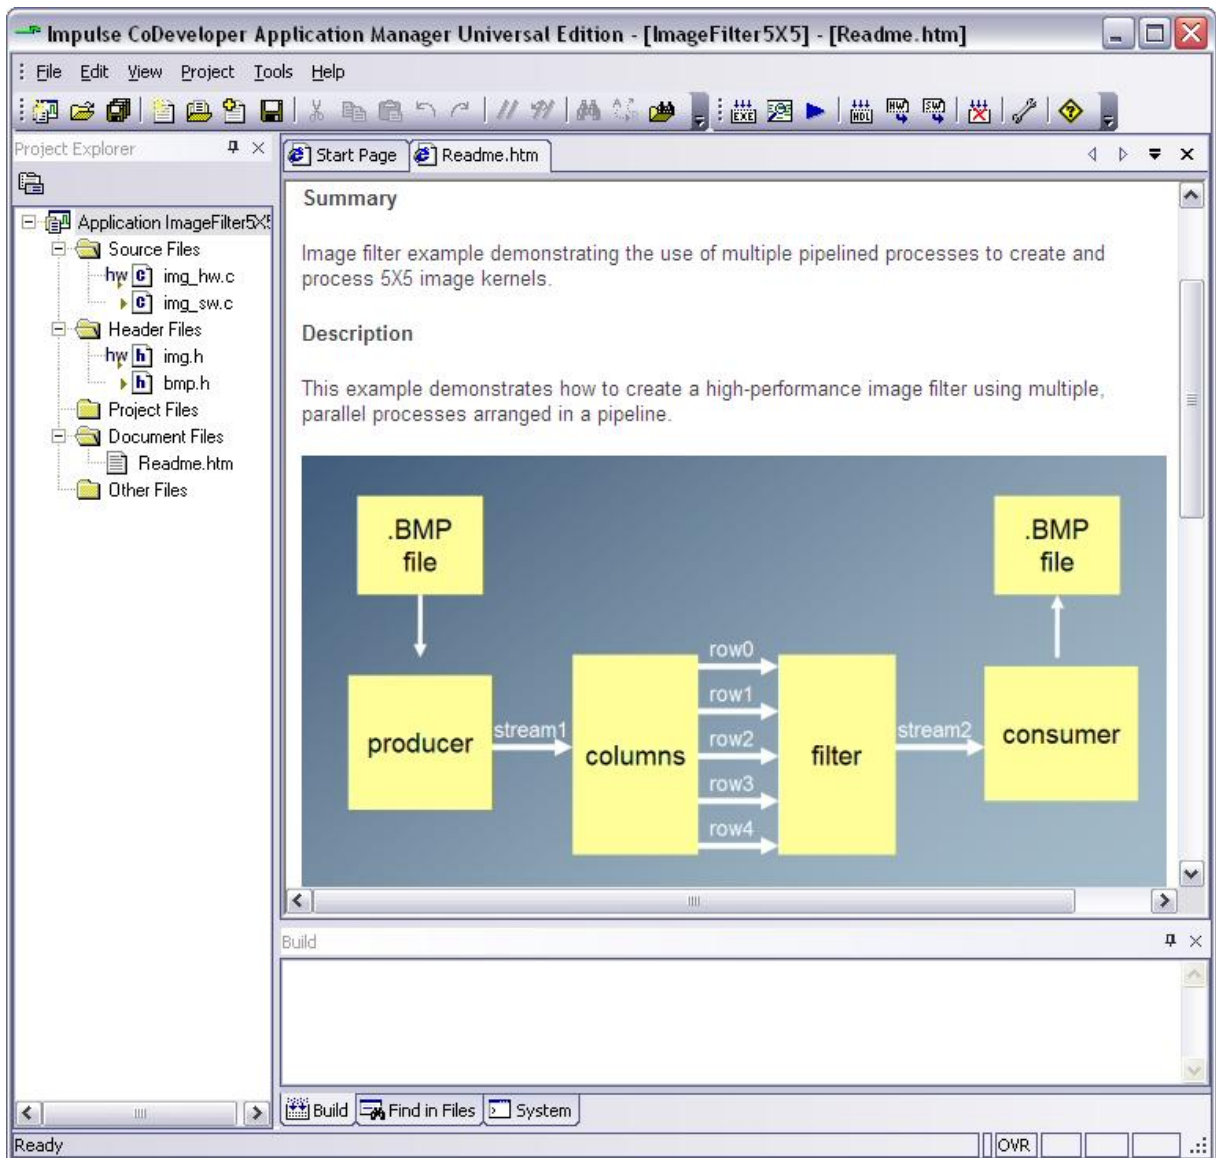 Impulse CoDeveloper Application Manager Universal Edition - [ImageFilter5X5] - [Readme.htm]
File Edit View Project Tools Help
EXE HDL HW SW
Project Explorer
Start Page Readme.htm
Application ImageFilter5X5
Source Files
hw img_hw.c
img_sw.c
Header Files
hw img.h
bmp.h
Project Files
Document Files
Readme.htm
Other Files
Summary
Image filter example demonstrating the use of multiple pipelined processes to create and
process 5X5 image kernels.
Description
This example demonstrates how to create a high-performance image filter using multiple,
parallel processes arranged in a pipeline.
.BMP
file
.BMP
file
producer
stream1
columns
row0
row1
row2
row3
row4
filter
stream2
consumer
Build
Build Find in Files System
Ready OVR